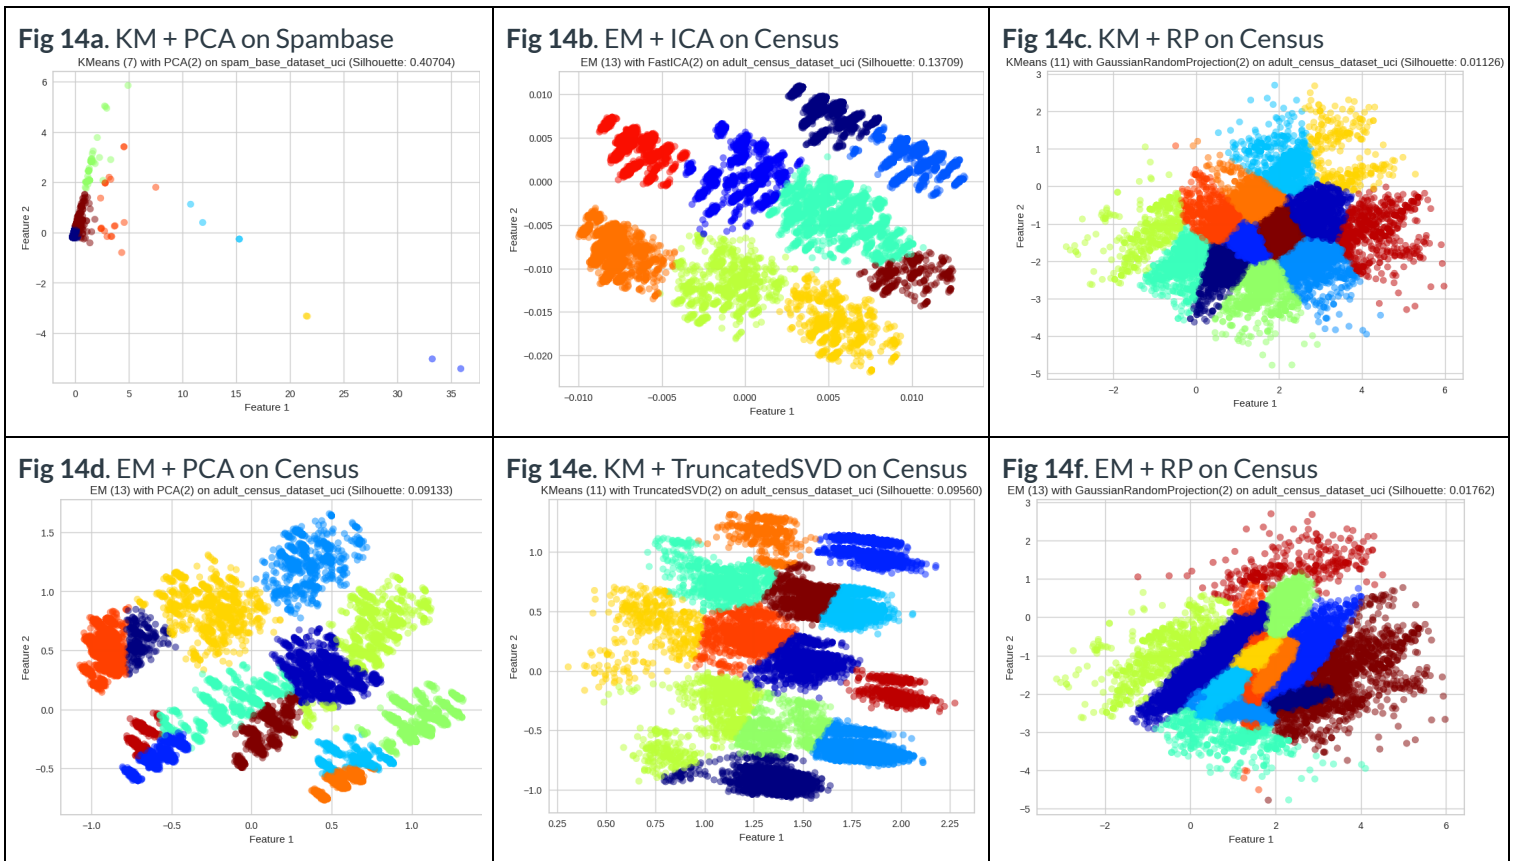 Fig 14a. KM + PCA on Spambase
KMeans (7) with PCA(2) on spam_base_dataset_uci (Silhouette: 0.40704)
6
4
2
0
−2
−4
Feature 2
0 5 10 15 20 25 30 35
Feature 1
Fig 14b. EM + ICA on Census
EM (13) with FastICA(2) on adult_census_dataset_uci (Silhouette: 0.13709)
0.010
0.005
0.000
−0.005
−0.010
−0.015
−0.020
Feature 2
−0.010 −0.005 0.000 0.005 0.010
Feature 1
Fig 14c. KM + RP on Census
KMeans (11) with GaussianRandomProjection(2) on adult_census_dataset_uci (Silhouette: 0.01126)
3
2
1
0
−1
−2
−3
−4
−5
Feature 2
−2 0 2 4 6
Feature 1
Fig 14d. EM + PCA on Census
EM (13) with PCA(2) on adult_census_dataset_uci (Silhouette: 0.09133)
1.5
1.0
0.5
0.0
−0.5
Feature 2
−1.0 −0.5 0.0 0.5 1.0
Feature 1
Fig 14e. KM + TruncatedSVD on Census
KMeans (11) with TruncatedSVD(2) on adult_census_dataset_uci (Silhouette: 0.09560)
1.0
0.5
0.0
−0.5
−1.0
Feature 2
0.25 0.50 0.75 1.00 1.25 1.50 1.75 2.00 2.25
Feature 1
Fig 14f. EM + RP on Census
EM (13) with GaussianRandomProjection(2) on adult_census_dataset_uci (Silhouette: 0.01762)
3
2
1
0
−1
−2
−3
−4
−5
Feature 2
−2 0 2 4 6
Feature 1